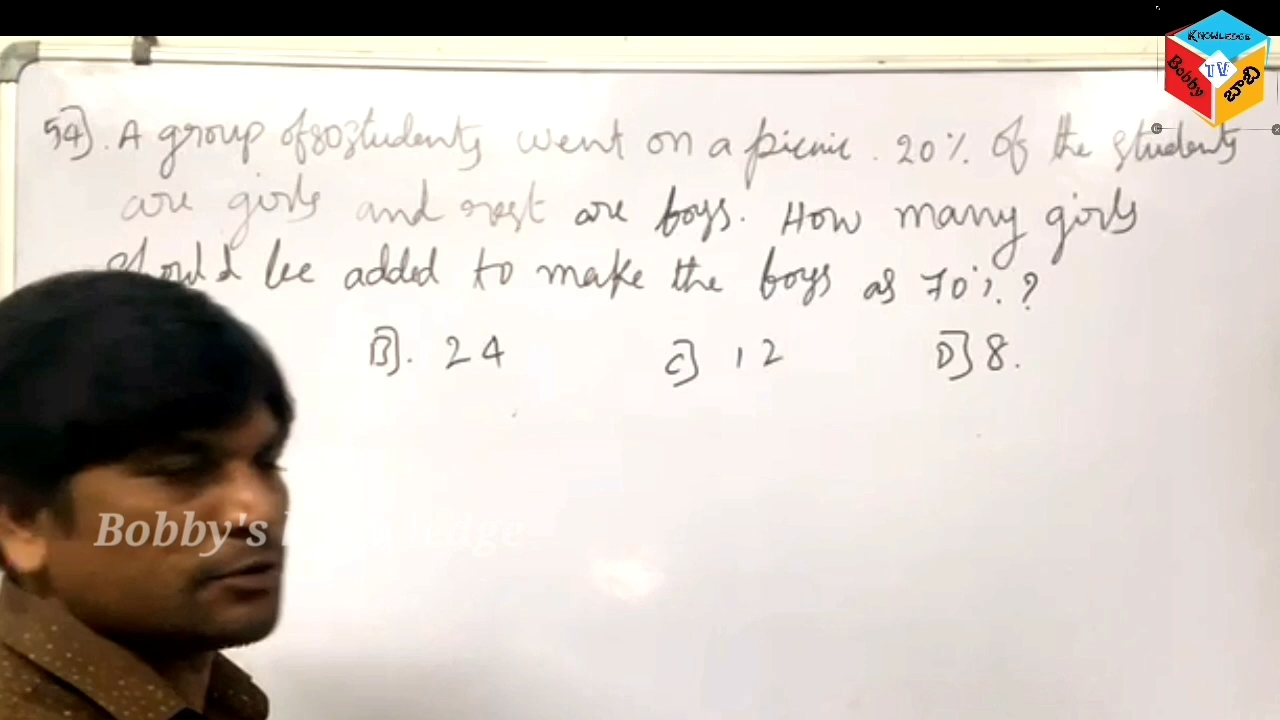 KNOWLEDGE
Bobby
TV
బాబి
54]. A group of 80 students went on a picnic. 20% of the students
are girls and rest are boys. How many girls
should be added to make the boys as 70%.?
B]. 24 C] 12 D] 8.
Bobby's Knowledge